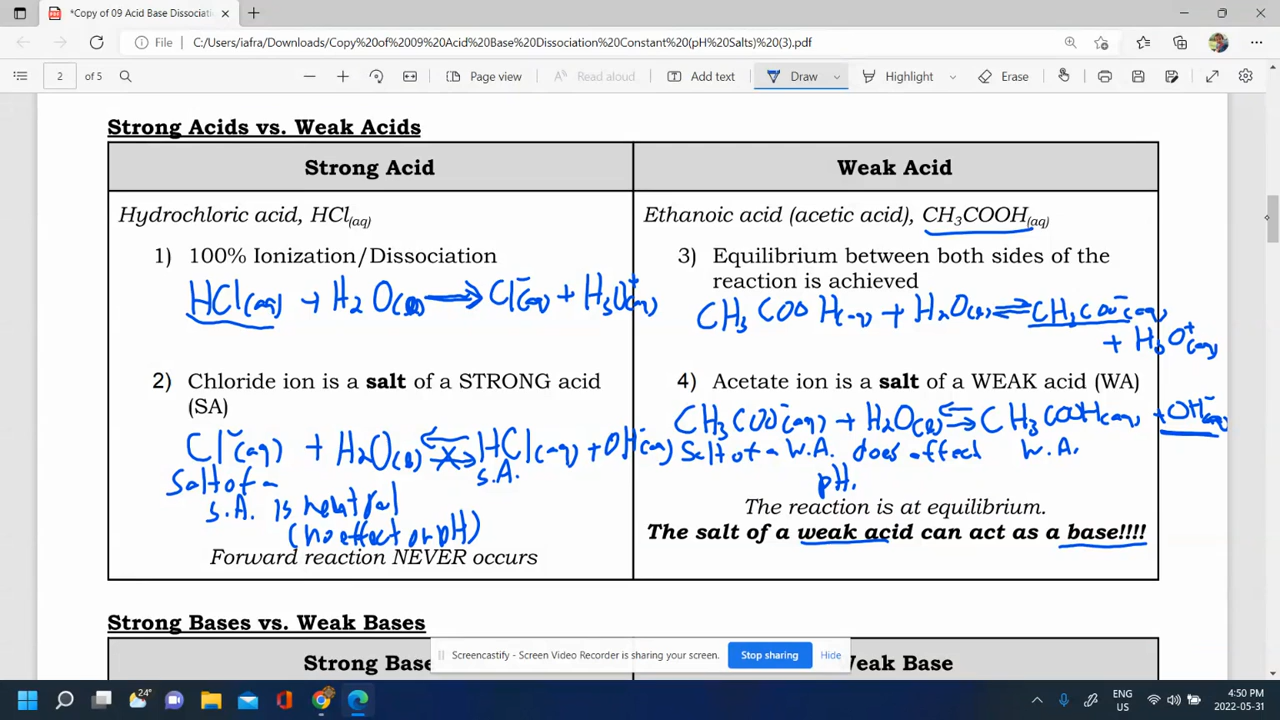 *Copy of 09 Acid Base Dissociati
File
C:/Users/iafra/Downloads/Copy%20of%2009%20Acid%20Base%20Dissociation%20Constant%20(pH%20Salts)%20(3).pdf
2 of 5
Page view
Read aloud
Add text
Draw
Highlight
Erase
Strong Acids vs. Weak Acids
Strong Acid
Hydrochloric acid, HCl(aq)
1) 100% Ionization/Dissociation
HCl(aq) + H₂O(l) → Cl⁻(aq) + H₃O⁺(aq)
2) Chloride ion is a salt of a STRONG acid
(SA)
Cl⁻(aq) + H₂O(l) ⇌ HCl(aq) + OH⁻(aq)
S.A.
Salt of a
S.A. is neutral
(no effect on pH)
Forward reaction NEVER occurs
Weak Acid
Ethanoic acid (acetic acid), CH₃COOH(aq)
3) Equilibrium between both sides of the
reaction is achieved
CH₃COOH(aq) + H₂O(l) ⇌ CH₃COO⁻(aq)
+ H₃O⁺(aq)
4) Acetate ion is a salt of a WEAK acid (WA)
CH₃COO⁻(aq) + H₂O(l) ⇌ CH₃COOH(aq) + OH⁻(aq)
Salt of a W.A. does affect W.A.
pH.
The reaction is at equilibrium.
The salt of a weak acid can act as a base!!!!
Strong Bases vs. Weak Bases
Strong Base
Weak Base
Screencastify - Screen Video Recorder is sharing your screen.
Stop sharing
Hide
24°
ENG
US
4:50 PM
2022-05-31